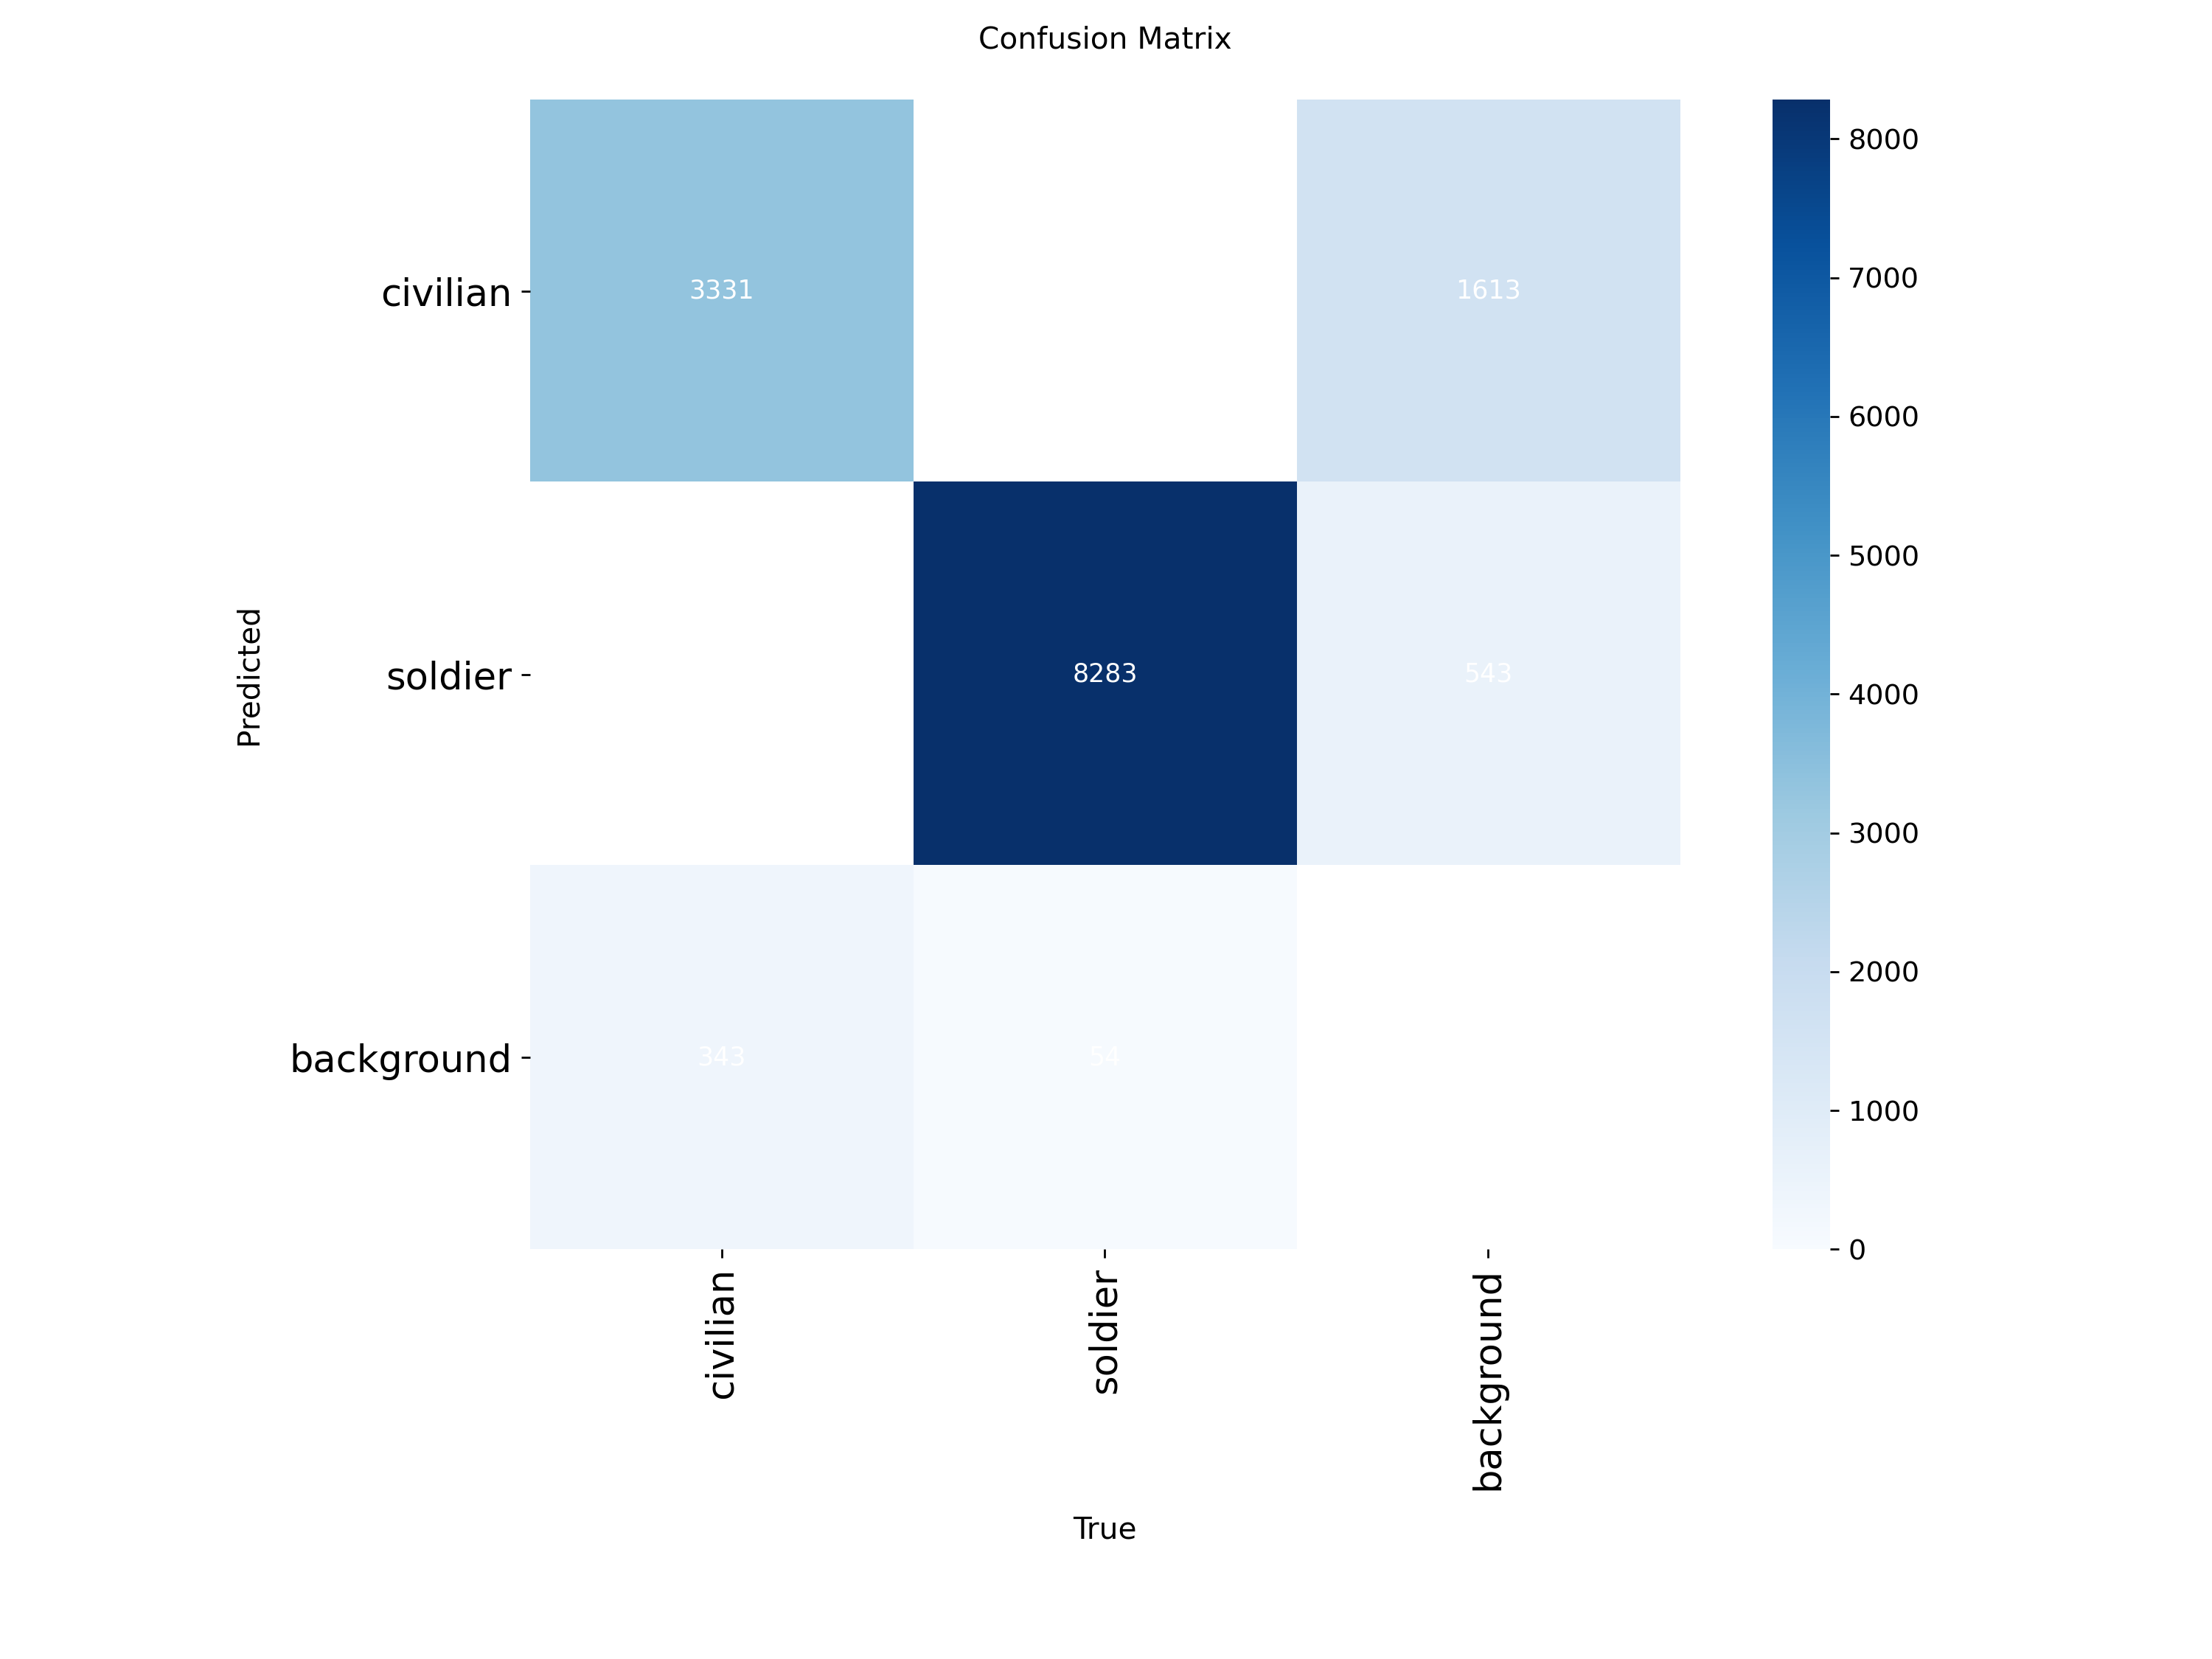 Confusion Matrix
civilian
3331
1613
8000
7000
6000
5000
soldier
8283
543
4000
3000
2000
background
343
54
1000
0
Predicted
civilian
soldier
background
True